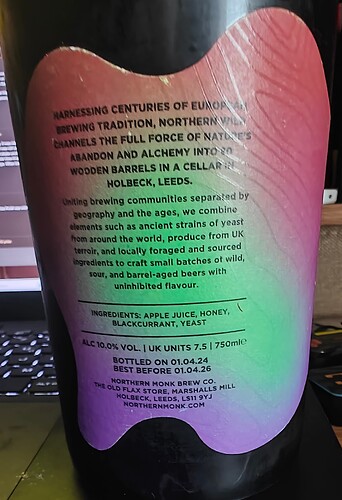 HARNESSING CENTURIES OF EUROPEAN
BREWING TRADITION, NORTHERN WILD
CHANNELS THE FULL FORCE OF NATURE'S
ABANDON AND ALCHEMY INTO 80
WOODEN BARRELS IN A CELLAR IN
HOLBECK, LEEDS.
Uniting brewing communities separated by
geography and the ages, we combine
elements such as ancient strains of yeast
from around the world, produce from UK
terroir, and locally foraged and sourced
ingredients to craft small batches of wild,
sour, and barrel-aged beers with
uninhibited flavour.
INGREDIENTS: APPLE JUICE, HONEY,
BLACKCURRANT, YEAST
ALC 10.0% VOL. | UK UNITS 7.5 | 750ml℮
BOTTLED ON 01.04.24
BEST BEFORE 01.04.26
NORTHERN MONK BREW CO.
THE OLD FLAX STORE, MARSHALLS MILL
HOLBECK, LEEDS, LS11 9YJ
NORTHERNMONK.COM